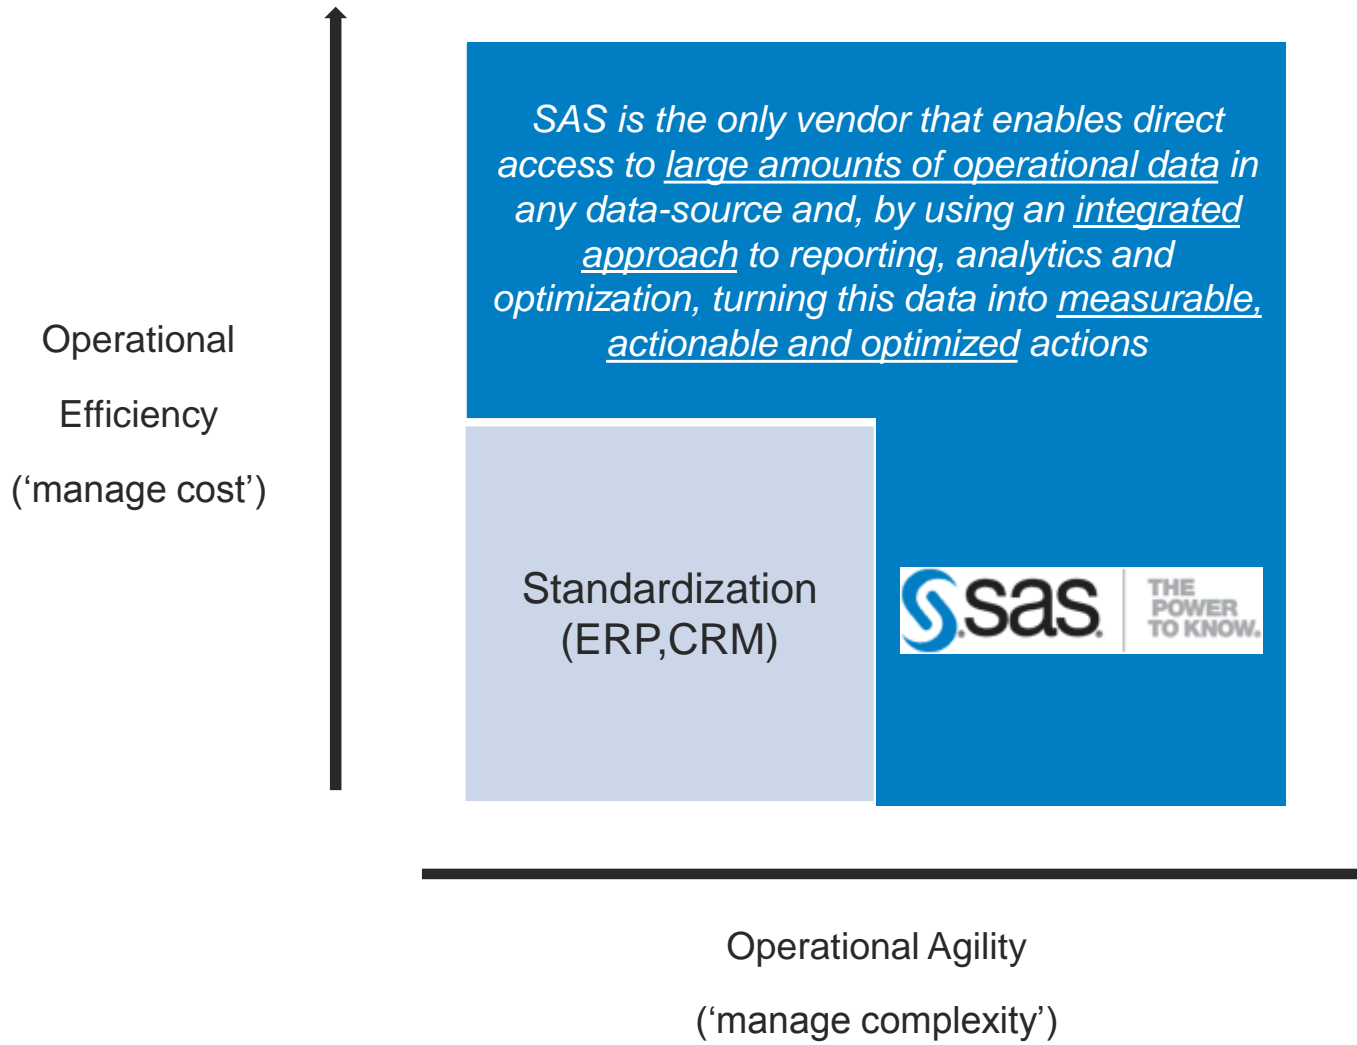 SAS is the only vendor that enables direct
access to large amounts of operational data in
any data-source and, by using an integrated
approach to reporting, analytics and
optimization, turning this data into measurable,
actionable and optimized actions
Operational
Efficiency
(‘manage cost’)
Standardization
(ERP,CRM)
sas.
THE
POWER
TO KNOW.
Operational Agility
(‘manage complexity’)